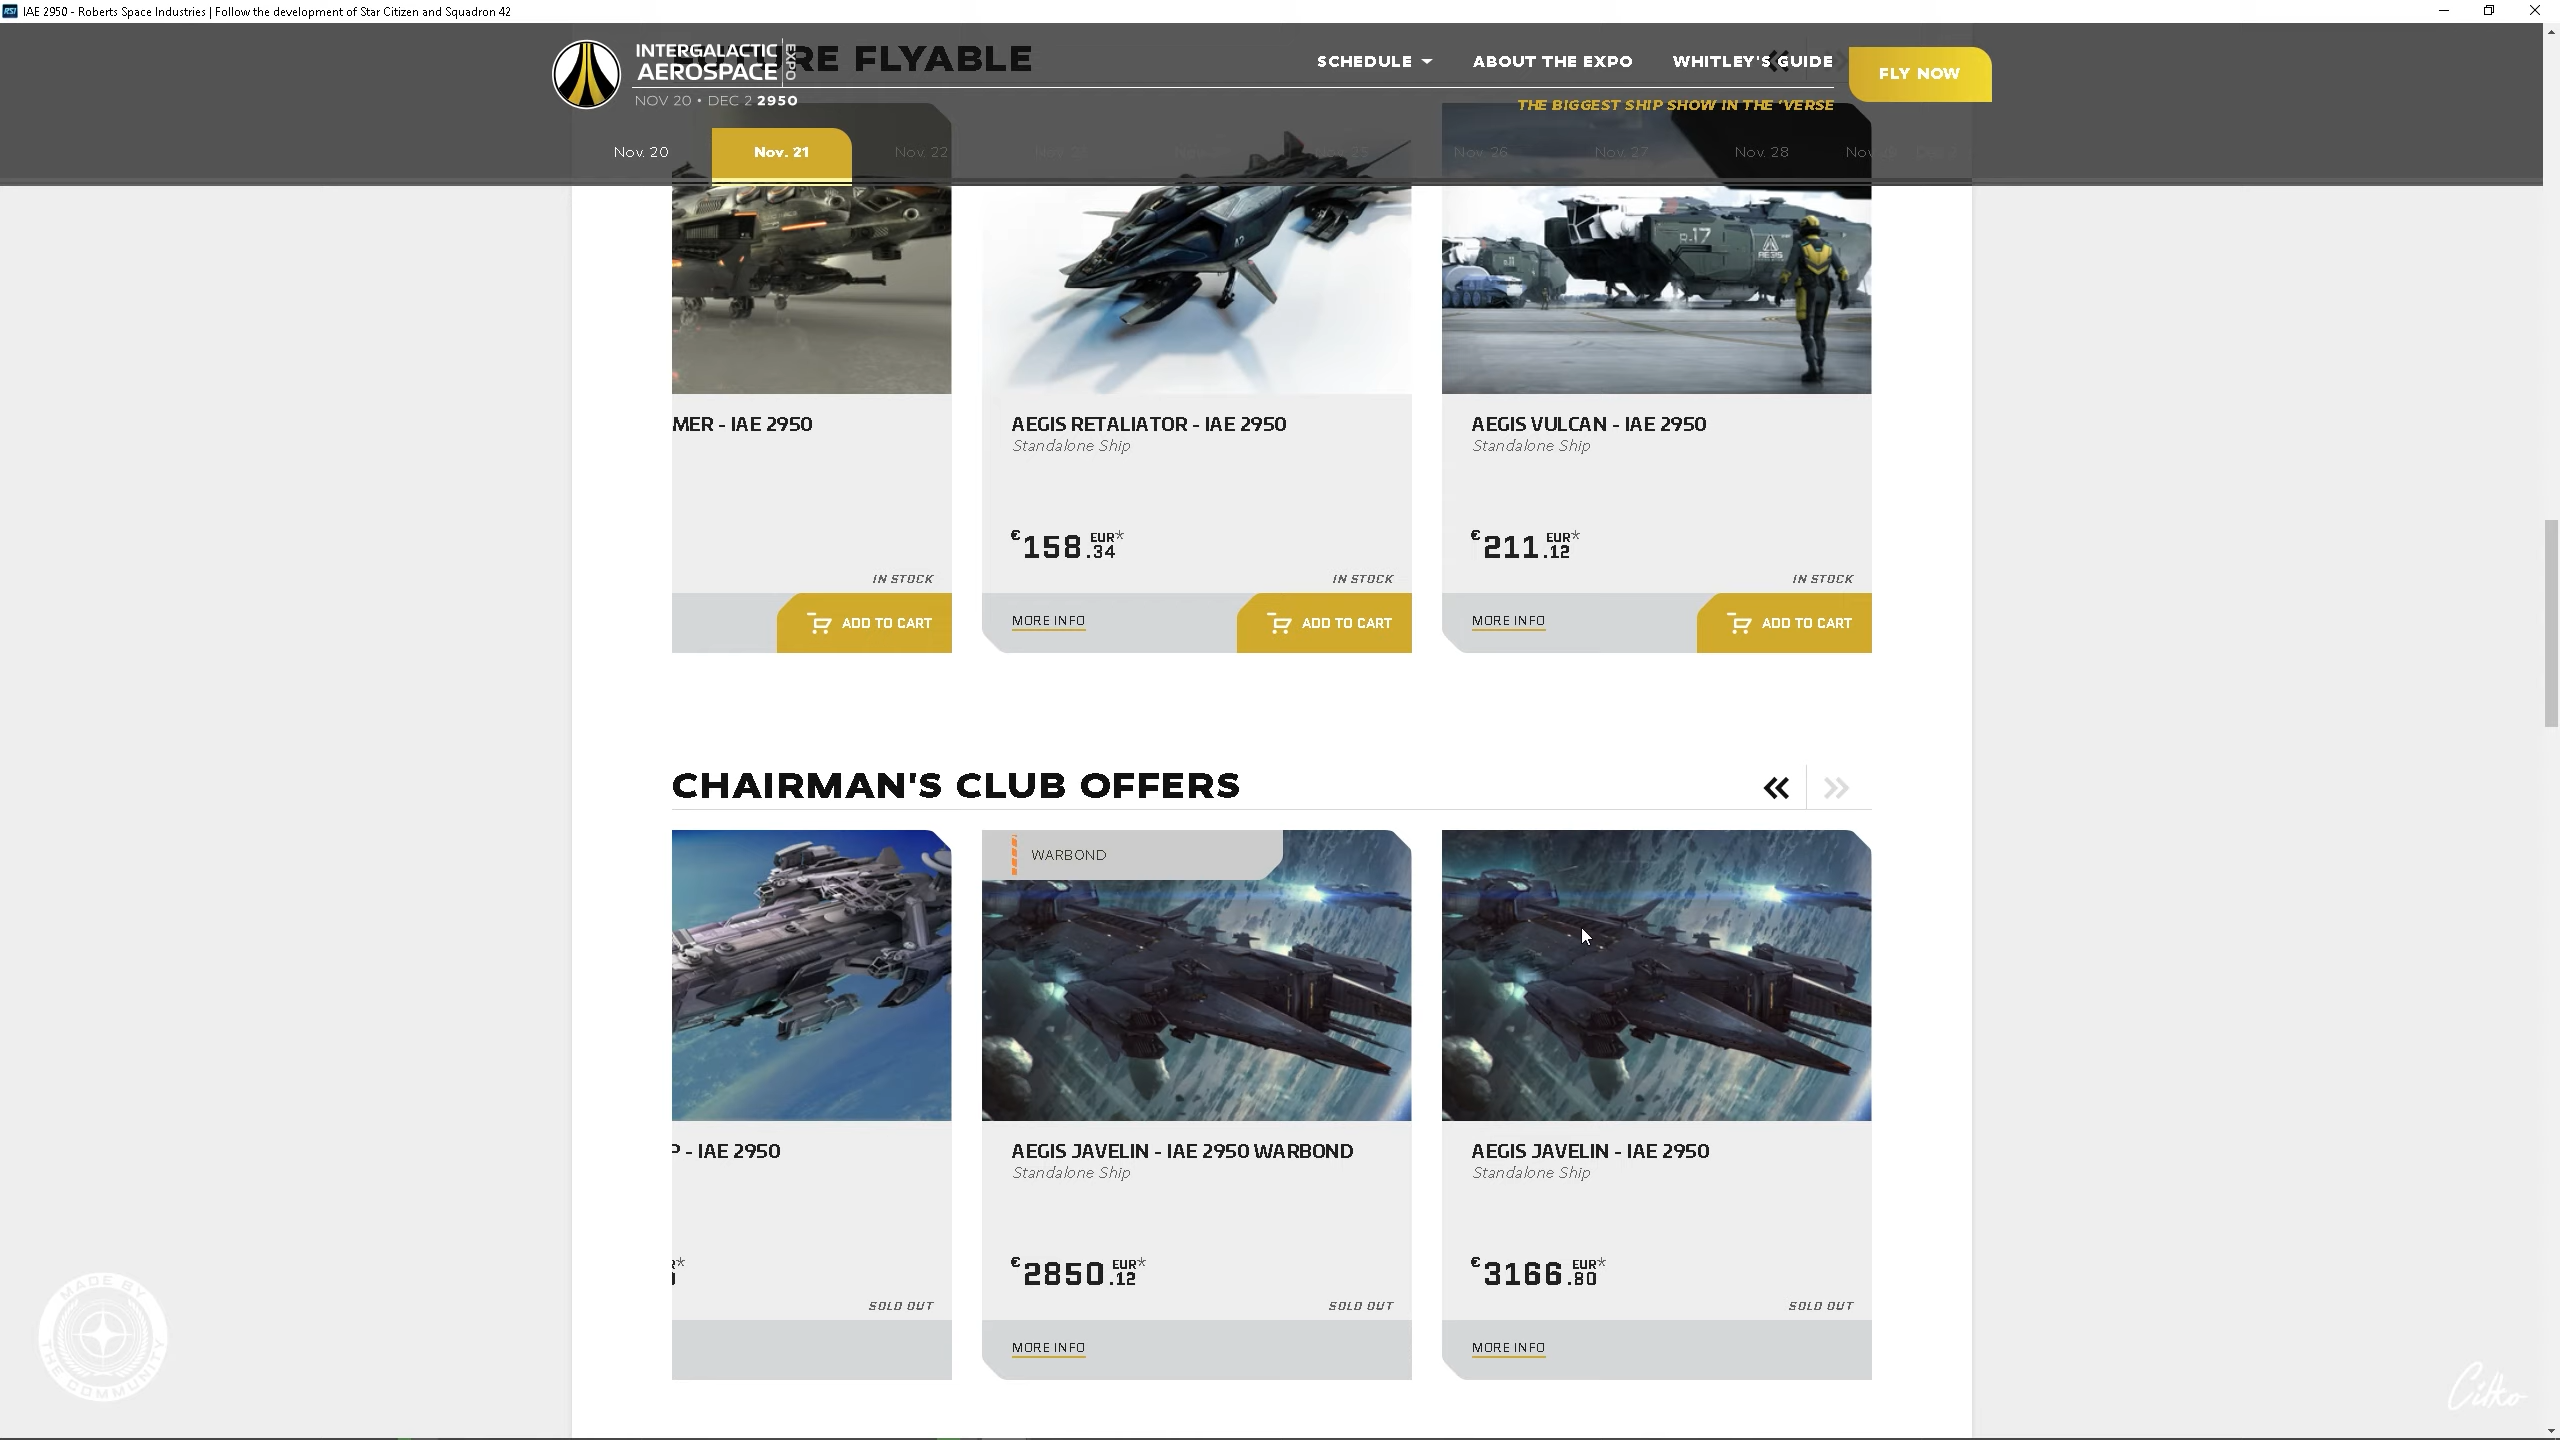 IAE 2950 - Roberts Space Industries | Follow the development of Star Citizen and Squadron 42
INTERGALACTIC
AEROSPACE
EXPO
NOV 20 • DEC 2 2950
FUTURE FLYABLE
SCHEDULE
ABOUT THE EXPO
WHITLEY'S GUIDE
FLY NOW
THE BIGGEST SHIP SHOW IN THE 'VERSE
Nov. 20
Nov. 21
Nov. 22
Nov. 23
Nov. 25
Nov. 26
Nov. 27
Nov. 28
MER - IAE 2950
IN STOCK
ADD TO CART
AEGIS RETALIATOR - IAE 2950
Standalone Ship
€158.34 EUR*
IN STOCK
MORE INFO
ADD TO CART
17
AEGIS
AEGIS VULCAN - IAE 2950
Standalone Ship
€211.12 EUR*
IN STOCK
MORE INFO
ADD TO CART
CHAIRMAN'S CLUB OFFERS
P - IAE 2950
SOLD OUT
WARBOND
AEGIS JAVELIN - IAE 2950 WARBOND
Standalone Ship
€2850.12 EUR*
SOLD OUT
MORE INFO
AEGIS JAVELIN - IAE 2950
Standalone Ship
€3166.80 EUR*
SOLD OUT
MORE INFO
MADE BY
THE COMMUNITY